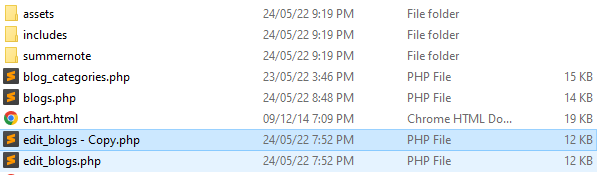 assets 24/05/22 9:19 PM File folder
includes 24/05/22 9:19 PM File folder
summernote 24/05/22 9:19 PM File folder
blog_categories.php 23/05/22 3:46 PM PHP File 15 KB
blogs.php 24/05/22 8:48 PM PHP File 14 KB
chart.html 09/12/14 7:09 PM Chrome HTML Do... 19 KB
edit_blogs - Copy.php 24/05/22 7:52 PM PHP File 12 KB
edit_blogs.php 24/05/22 7:52 PM PHP File 12 KB